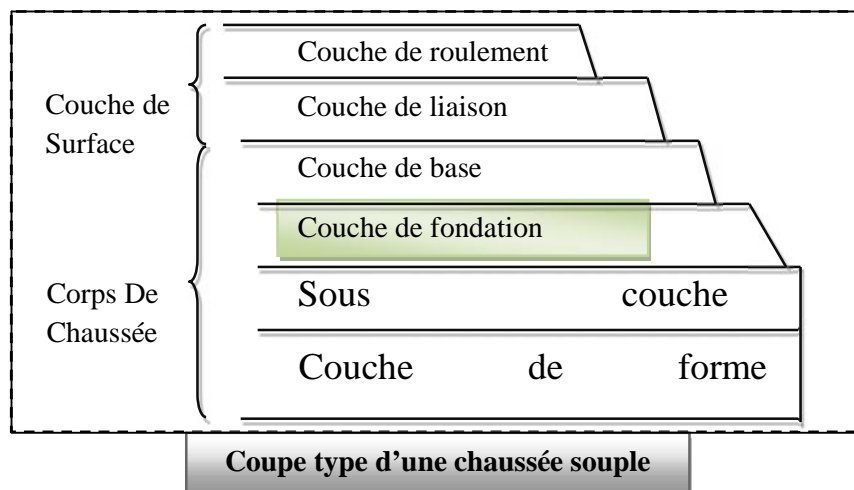 Couche de roulement
Couche de liaison
Couche de
Surface
Couche de base
Couche de fondation
Corps De
Chaussée
Sous couche
Couche de forme
Coupe type d’une chaussée souple